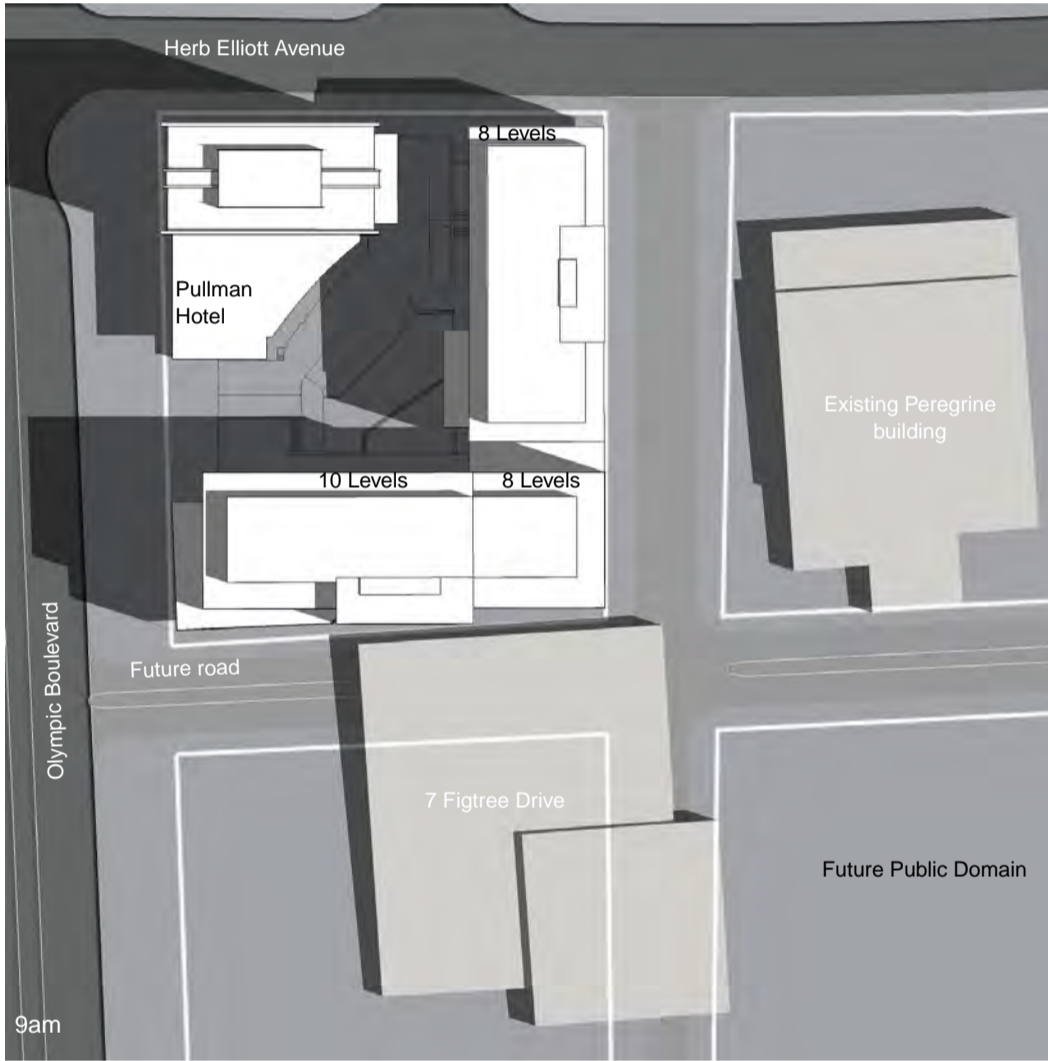 Herb Elliott Avenue
8 Levels
Pullman
Hotel
Existing Peregrine
building
10 Levels
8 Levels
Olympic Boulevard
Future road
7 Figtree Drive
Future Public Domain
9am